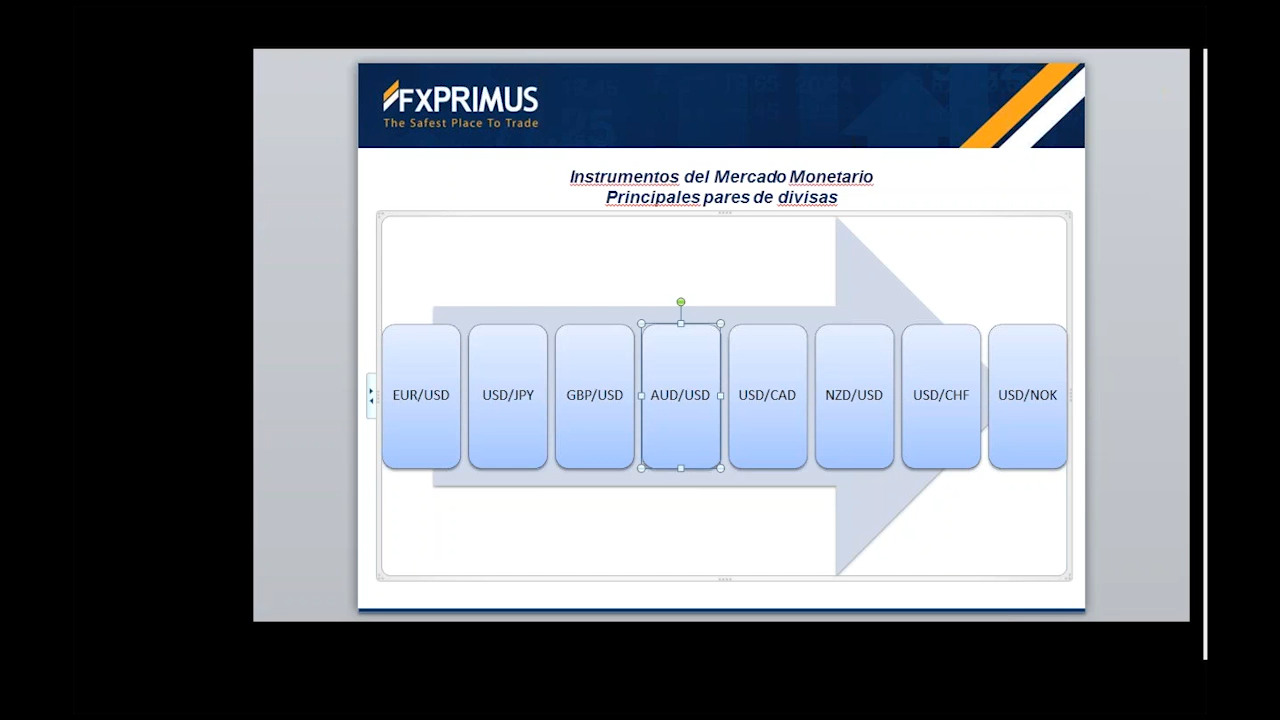 FXPRIMUS
The Safest Place To Trade
Instrumentos del Mercado Monetario
Principales pares de divisas
EUR/USD
USD/JPY
GBP/USD
AUD/USD
USD/CAD
NZD/USD
USD/CHF
USD/NOK